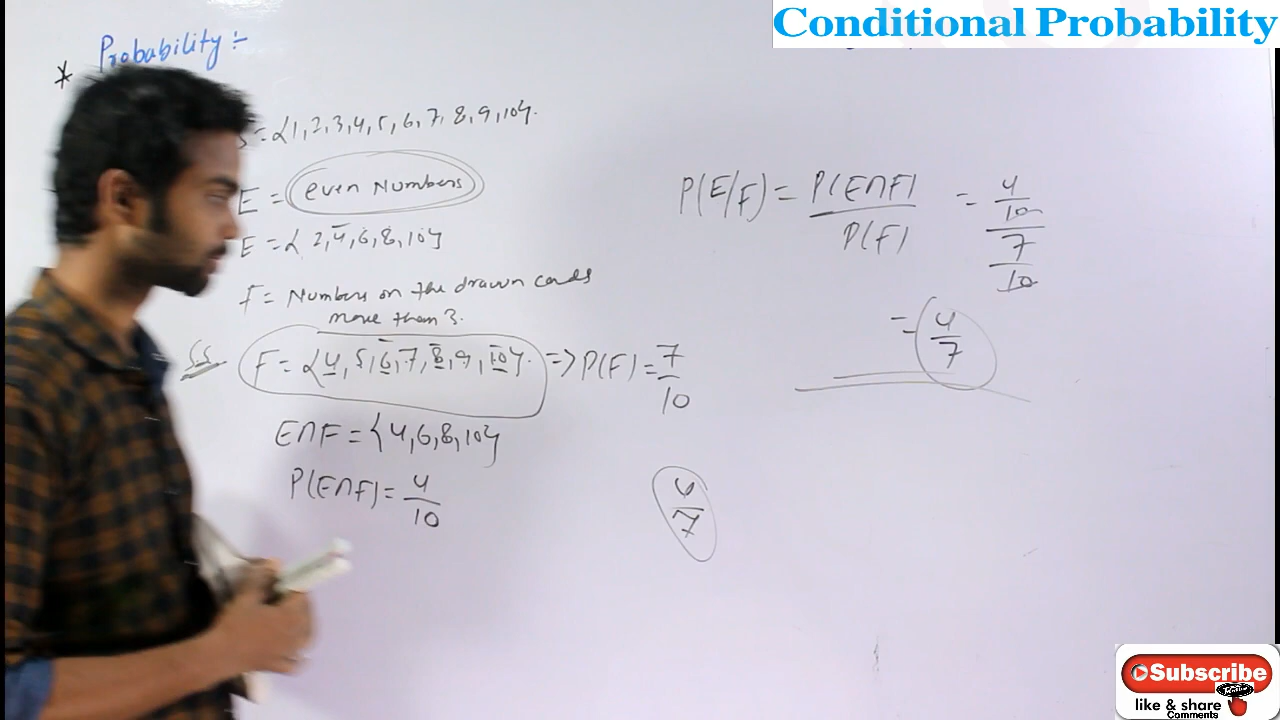 Conditional Probability
* Probability :-
S = {1, 2, 3, 4, 5, 6, 7, 8, 9, 10}.
E = even Numbers
E = { 2, 4, 6, 8, 10}
F = Numbers on the drawn cards
more than 3.
SS
F = {4, 5, 6, 7, 8, 9, 10}. => P(F) = 7/10
E∩F = {4, 6, 8, 10}
P(E∩F) = 4/10
4/7
P(E/F) = P(E∩F)/P(F) = 4/10 / 7/10
= 4/7
Subscribe
like & share
Comments